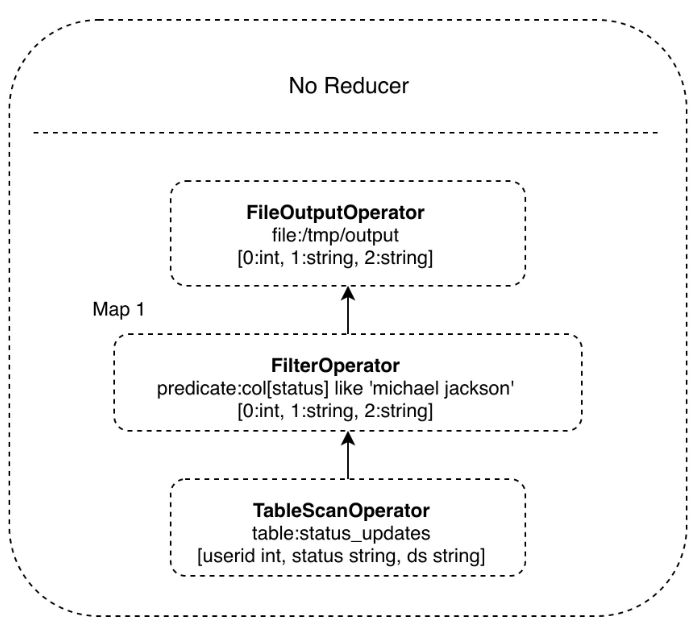 No Reducer
FileOutputOperator
file:/tmp/output
[0:int, 1:string, 2:string]
Map 1
FilterOperator
predicate:col[status] like 'michael jackson'
[0:int, 1:string, 2:string]
TableScanOperator
table:status_updates
[userid int, status string, ds string]